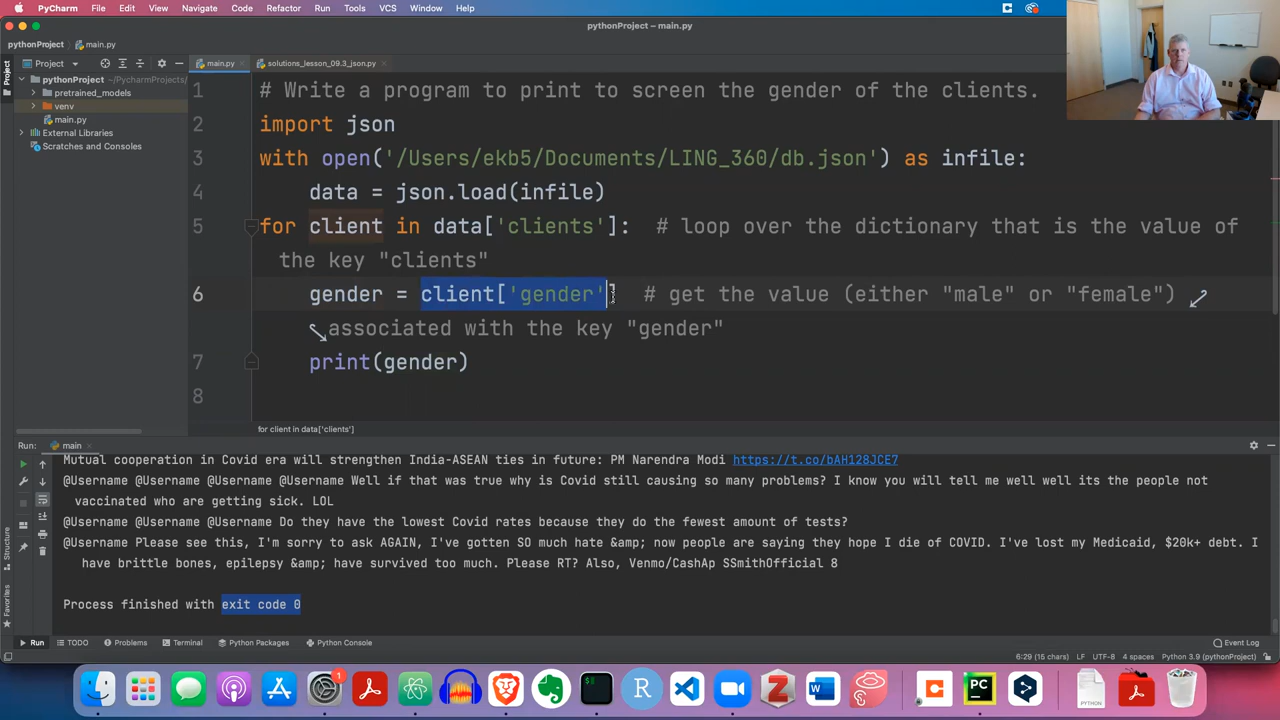 PyCharm File Edit View Navigate Code Refactor Run Tools VCS Window Help
pythonProject – main.py
pythonProject main.py
Project main.py solutions_lesson_09.3_json.py
Project
pythonProject ~/PycharmProjects/
pretrained_models
venv
main.py
External Libraries
Scratches and Consoles
1 # Write a program to print to screen the gender of the clients.
2 import json
3 with open('/Users/ekb5/Documents/LING_360/db.json') as infile:
4 data = json.load(infile)
5 for client in data['clients']: # loop over the dictionary that is the value of
the key "clients"
6 gender = client['gender'] # get the value (either "male" or "female")
associated with the key "gender"
7 print(gender)
8
for client in data['clients']
Run: main
Mutual cooperation in Covid era will strengthen India-ASEAN ties in future: PM Narendra Modi https://t.co/bAH128JCE7
@Username @Username @Username @Username Well if that was true why is Covid still causing so many problems? I know you will tell me well well its the people not
vaccinated who are getting sick. LOL
@Username @Username @Username Do they have the lowest Covid rates because they do the fewest amount of tests?
@Username Please see this, I'm sorry to ask AGAIN, I've gotten SO much hate &amp; now people are saying they hope I die of COVID. I've lost my Medicaid, $20k+ debt. I
have brittle bones, epilepsy &amp; have survived too much. Please RT? Also, Venmo/CashAp SSmithOfficial 8
Process finished with exit code 0
Structure
Favorites
Run TODO Problems Terminal Python Packages Python Console Event Log
6:29 (15 chars) LF UTF-8 4 spaces Python 3.9 (pythonProject)
1
R
Z
W
C
PC
PYTHON